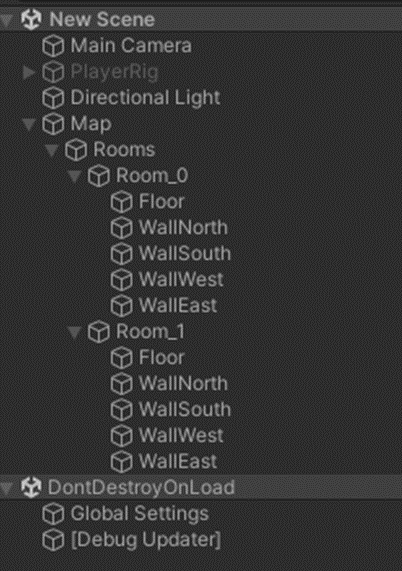 New Scene
Main Camera
PlayerRig
Directional Light
Map
Rooms
Room_0
Floor
WallNorth
WallSouth
WallWest
WallEast
Room_1
Floor
WallNorth
WallSouth
WallWest
WallEast
DontDestroyOnLoad
Global Settings
[Debug Updater]